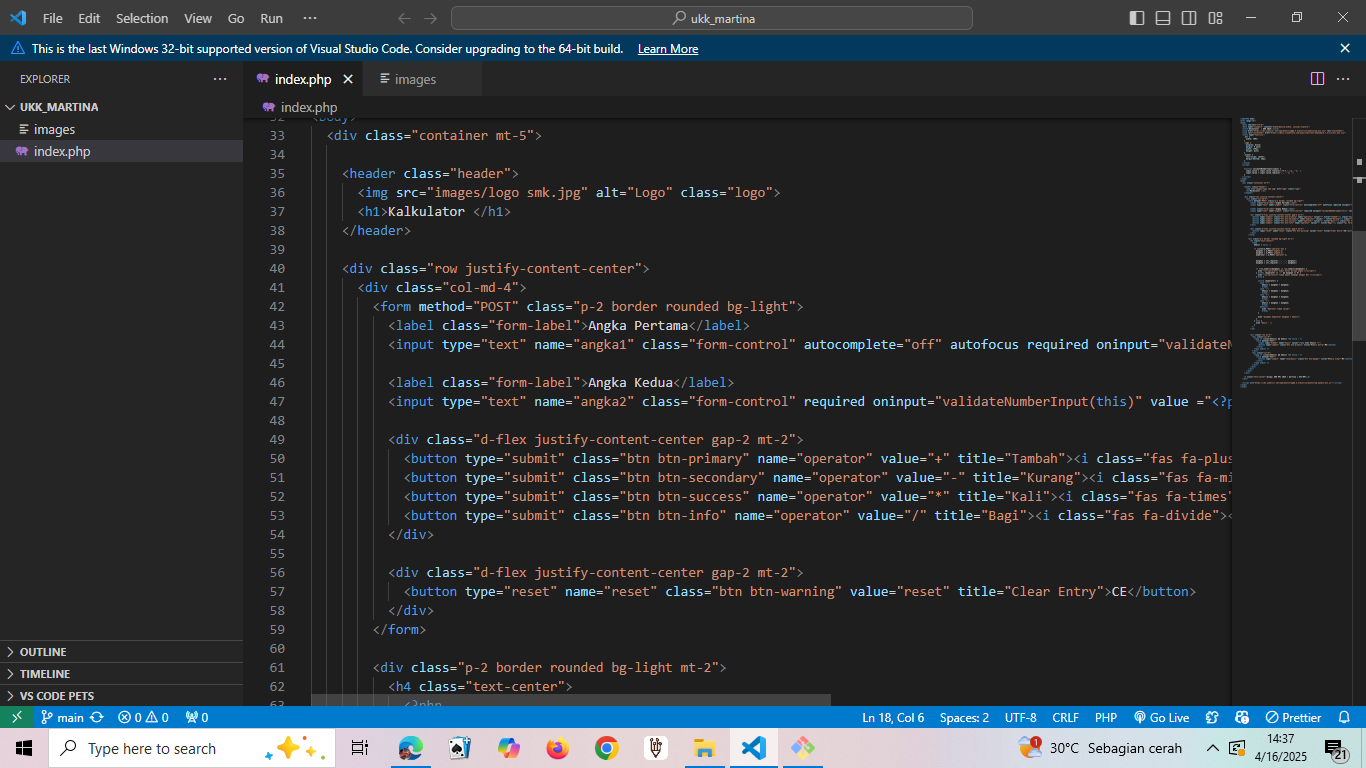 File Edit Selection View Go Run ··· ukk_martina
This is the last Windows 32-bit supported version of Visual Studio Code. Consider upgrading to the 64-bit build. Learn More
EXPLORER ···
UKK_MARTINA
images
index.php
OUTLINE
TIMELINE
VS CODE PETS
index.php images
index.php
32 <body>
33 <div class="container mt-5">
34
35 <header class="header">
36 <img src="images/logo smk.jpg" alt="Logo" class="logo">
37 <h1>Kalkulator </h1>
38 </header>
39
40 <div class="row justify-content-center">
41 <div class="col-md-4">
42 <form method="POST" class="p-2 border rounded bg-light">
43 <label class="form-label">Angka Pertama</label>
44 <input type="text" name="angka1" class="form-control" autocomplete="off" autofocus required oninput="validateN
45
46 <label class="form-label">Angka Kedua</label>
47 <input type="text" name="angka2" class="form-control" required oninput="validateNumberInput(this)" value ="<?p
48
49 <div class="d-flex justify-content-center gap-2 mt-2">
50 <button type="submit" class="btn btn-primary" name="operator" value="+" title="Tambah"><i class="fas fa-plus
51 <button type="submit" class="btn btn-secondary" name="operator" value="-" title="Kurang"><i class="fas fa-mi
52 <button type="submit" class="btn btn-success" name="operator" value="*" title="Kali"><i class="fas fa-times"
53 <button type="submit" class="btn btn-info" name="operator" value="/" title="Bagi"><i class="fas fa-divide"><
54 </div>
55
56 <div class="d-flex justify-content-center gap-2 mt-2">
57 <button type="reset" name="reset" class="btn btn-warning" value="reset" title="Clear Entry">CE</button>
58 </div>
59 </form>
60
61 <div class="p-2 border rounded bg-light mt-2">
62 <h4 class="text-center">
63 <?php
main 0 0 0 Ln 18, Col 6 Spaces: 2 UTF-8 CRLF PHP Go Live Prettier
Type here to search 1 30°C Sebagian cerah 14:37
4/16/2025 21